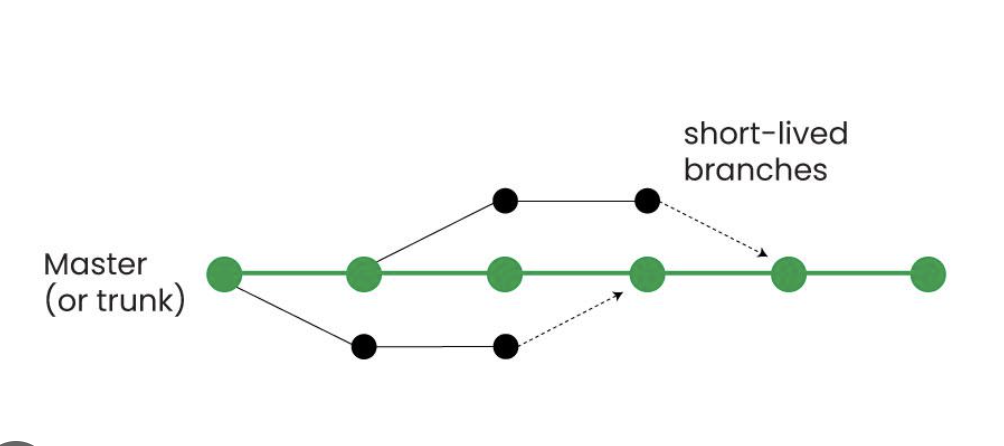 short-lived
branches
Master
(or trunk)